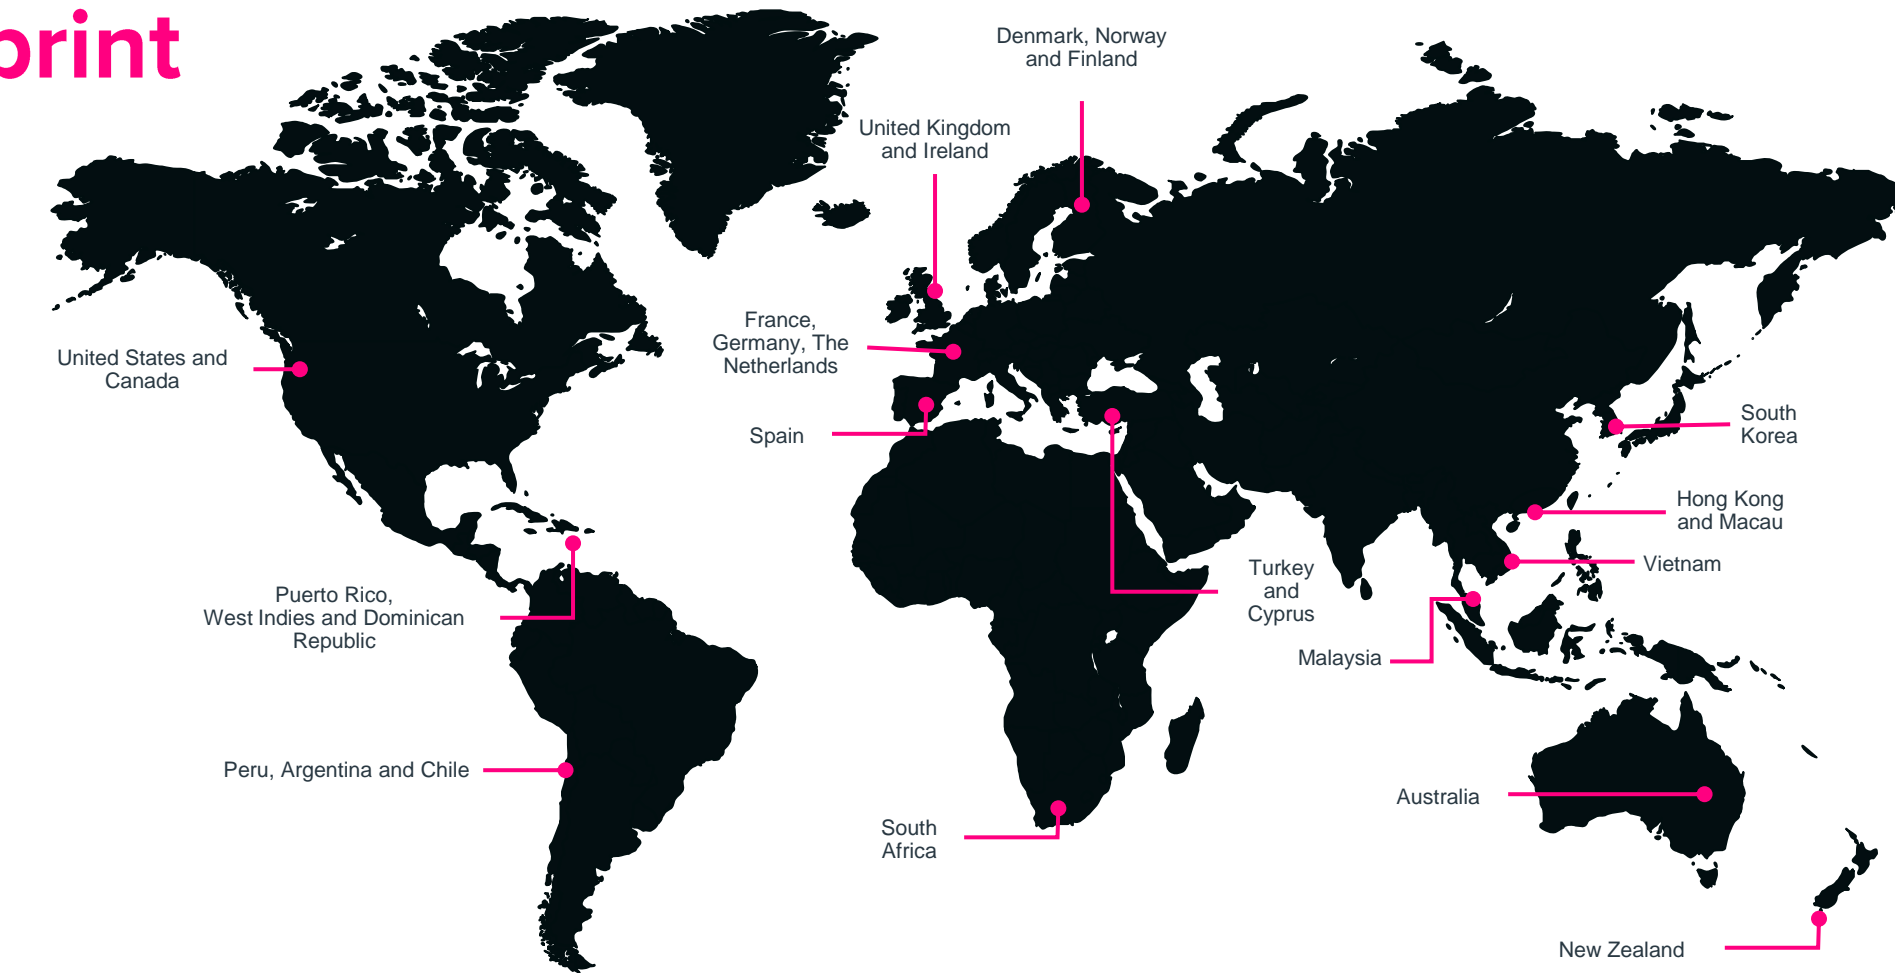 print
Denmark, Norway
and Finland
United Kingdom
and Ireland
France,
Germany, The
Netherlands
United States and
Canada
Spain
South
Korea
Hong Kong
and Macau
Vietnam
Turkey
and
Cyprus
Puerto Rico,
West Indies and Dominican
Republic
Malaysia
Peru, Argentina and Chile
Australia
South
Africa
New Zealand